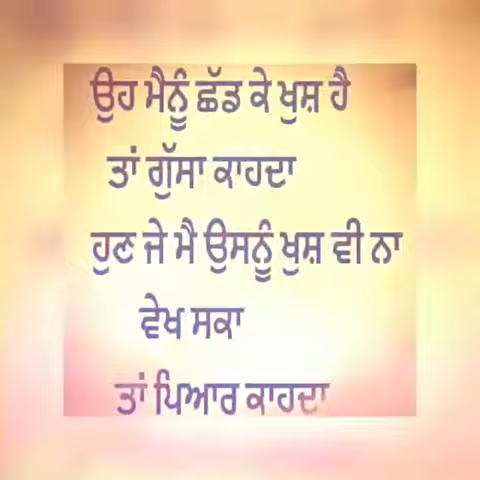 ਉਹ ਮੈਨੂੰ ਛੱਡ ਕੇ ਖੁਸ਼ ਹੈ
ਤਾਂ ਗੁੱਸਾ ਕਾਹਦਾ
ਹੁਣ ਜੇ ਮੈ ਉਸਨੂੰ ਖੁਸ਼ ਵੀ ਨਾ
ਵੇਖ ਸਕਾ
ਤਾਂ ਪਿਆਰ ਕਾਹਦਾ